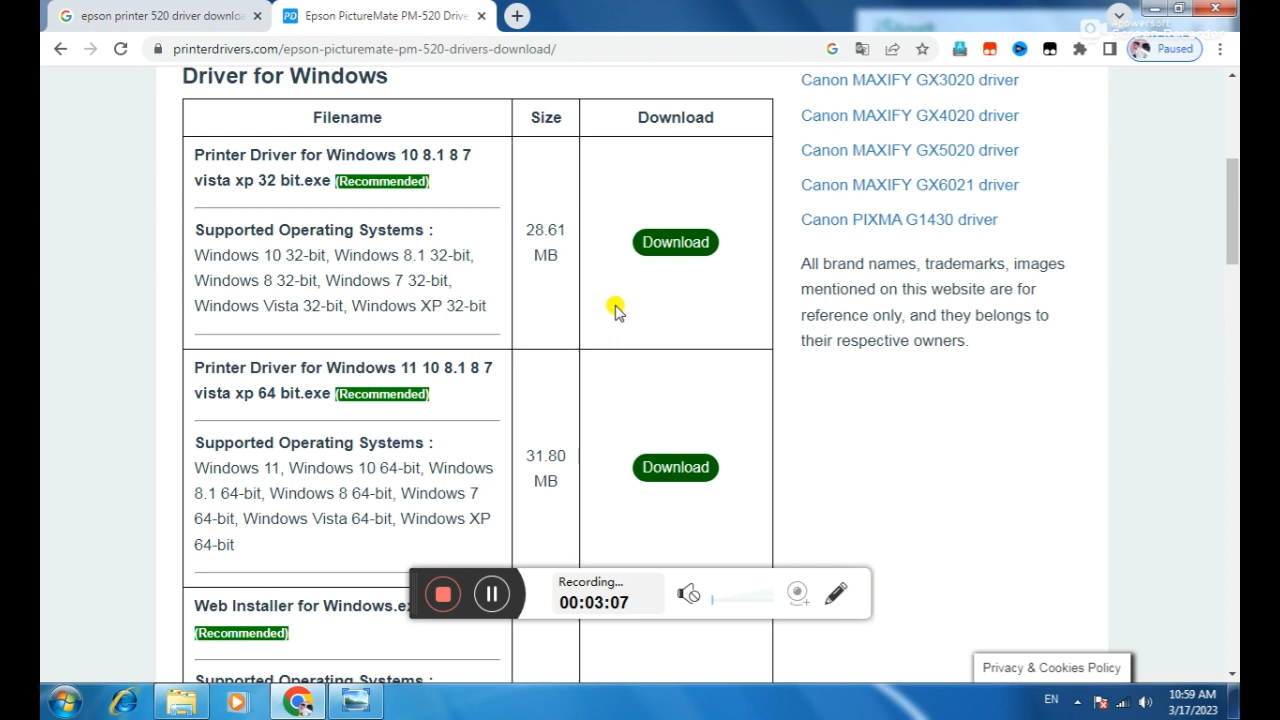 epson printer 520 driver downloa
Epson PictureMate PM-520 Drive
Apowersoft
Screen Recorder
printerdrivers.com/epson-picturemate-pm-520-drivers-download/
Paused
Driver for Windows
Filename
Size
Download
Printer Driver for Windows 10 8.1 8 7
vista xp 32 bit.exe (Recommended)
Supported Operating Systems :
Windows 10 32-bit, Windows 8.1 32-bit,
Windows 8 32-bit, Windows 7 32-bit,
Windows Vista 32-bit, Windows XP 32-bit
28.61
MB
Download
Printer Driver for Windows 11 10 8.1 8 7
vista xp 64 bit.exe (Recommended)
Supported Operating Systems :
Windows 11, Windows 10 64-bit, Windows
8.1 64-bit, Windows 8 64-bit, Windows 7
64-bit, Windows Vista 64-bit, Windows XP
64-bit
31.80
MB
Download
Web Installer for Windows.ex
(Recommended)
Supported Operating Systems :
Canon MAXIFY GX3020 driver
Canon MAXIFY GX4020 driver
Canon MAXIFY GX5020 driver
Canon MAXIFY GX6021 driver
Canon PIXMA G1430 driver
All brand names, trademarks, images
mentioned on this website are for
reference only, and they belongs to
their respective owners.
Recording...
00:03:07
Privacy & Cookies Policy
EN
10:59 AM
3/17/2023